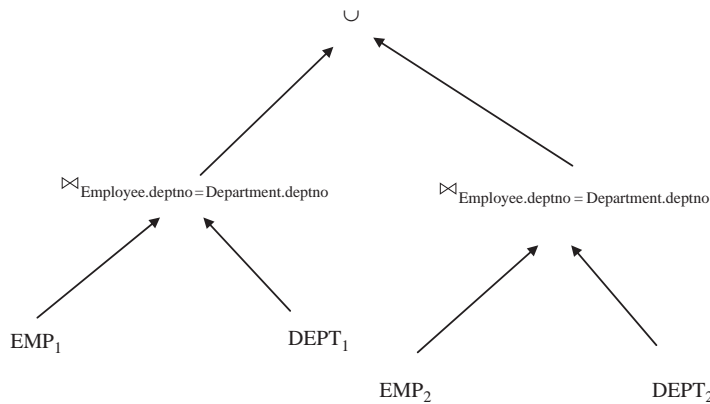 ∪
⋈Employee.deptno=Department.deptno
⋈Employee.deptno = Department.deptno
EMP₁
DEPT₁
EMP₂
DEPT₂